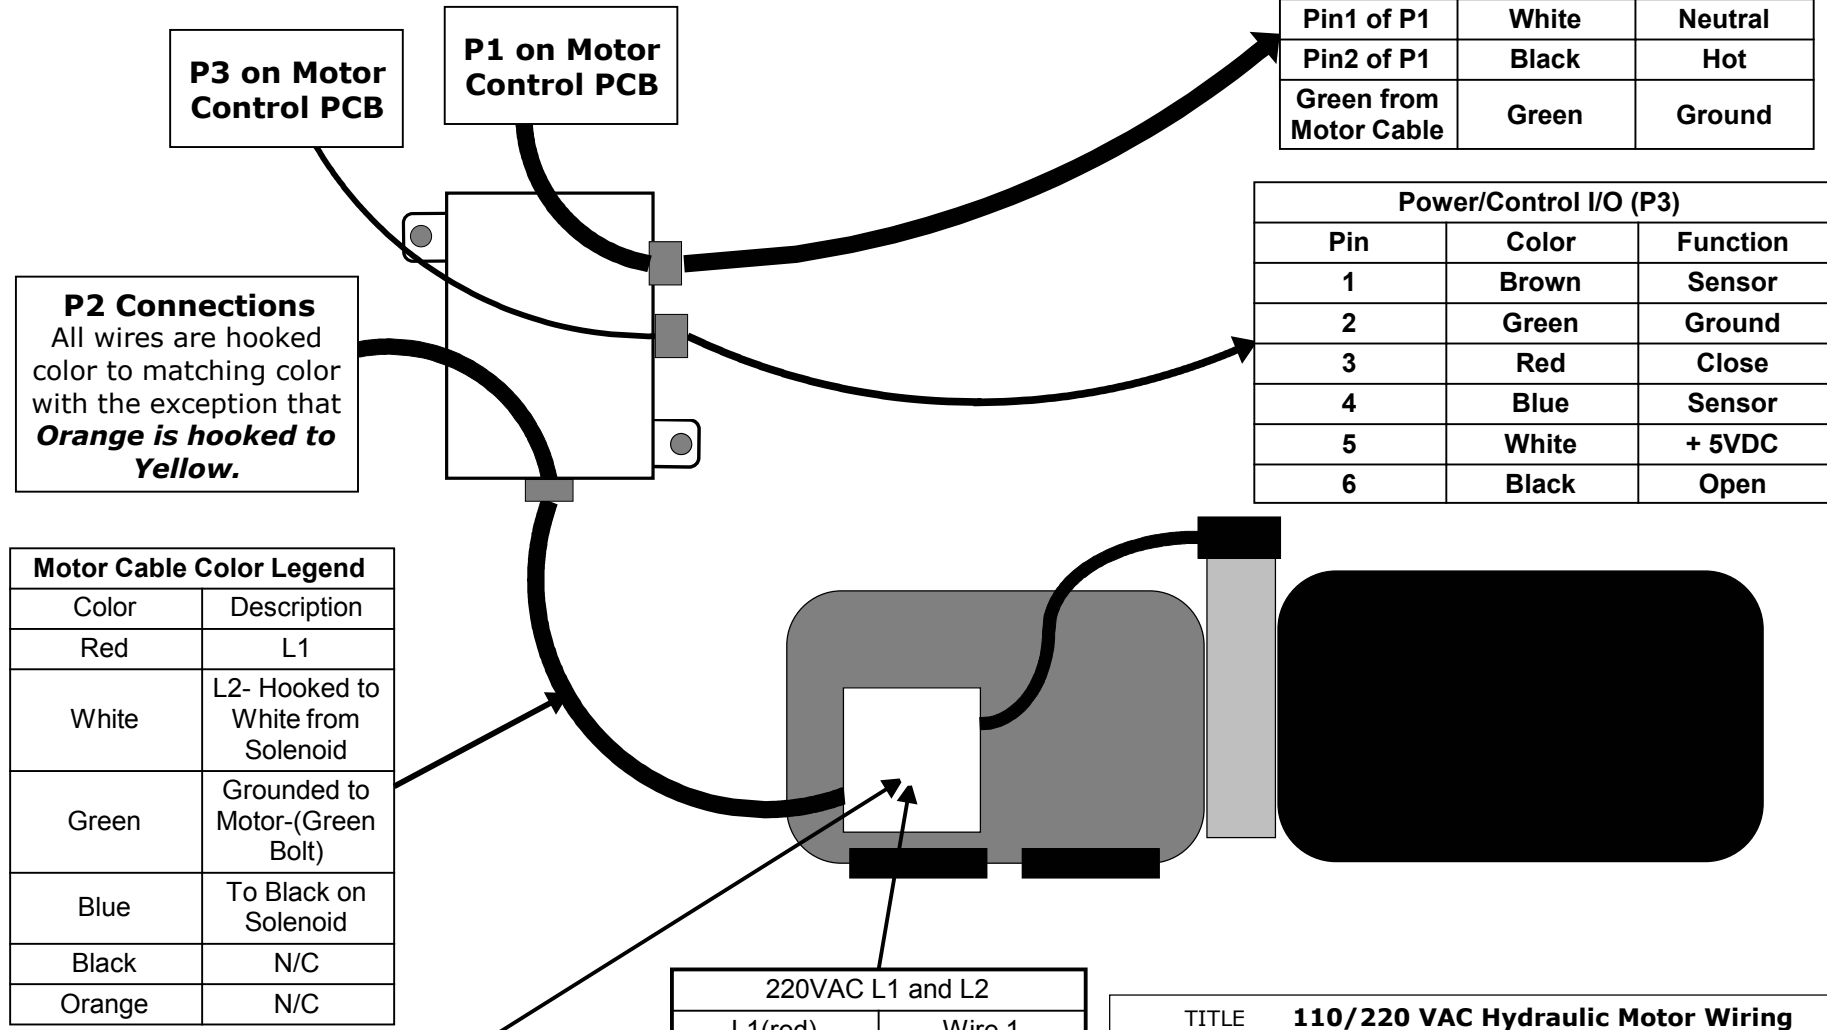 P3 on Motor
Control PCB
P1 on Motor
Control PCB
Pin1 of P1 White Neutral
Pin2 of P1 Black Hot
Green from
Motor Cable Green Ground
Power/Control I/O (P3)
Pin Color Function
1 Brown Sensor
2 Green Ground
3 Red Close
4 Blue Sensor
5 White + 5VDC
6 Black Open
P2 Connections
All wires are hooked
color to matching color
with the exception that
Orange is hooked to
Yellow.
Motor Cable Color Legend
Color Description
Red L1
White L2- Hooked to
White from
Solenoid
Green Grounded to
Motor-(Green
Bolt)
Blue To Black on
Solenoid
Black N/C
Orange N/C
220VAC L1 and L2
L1(red) Wire 1
TITLE 110/220 VAC Hydraulic Motor Wiring